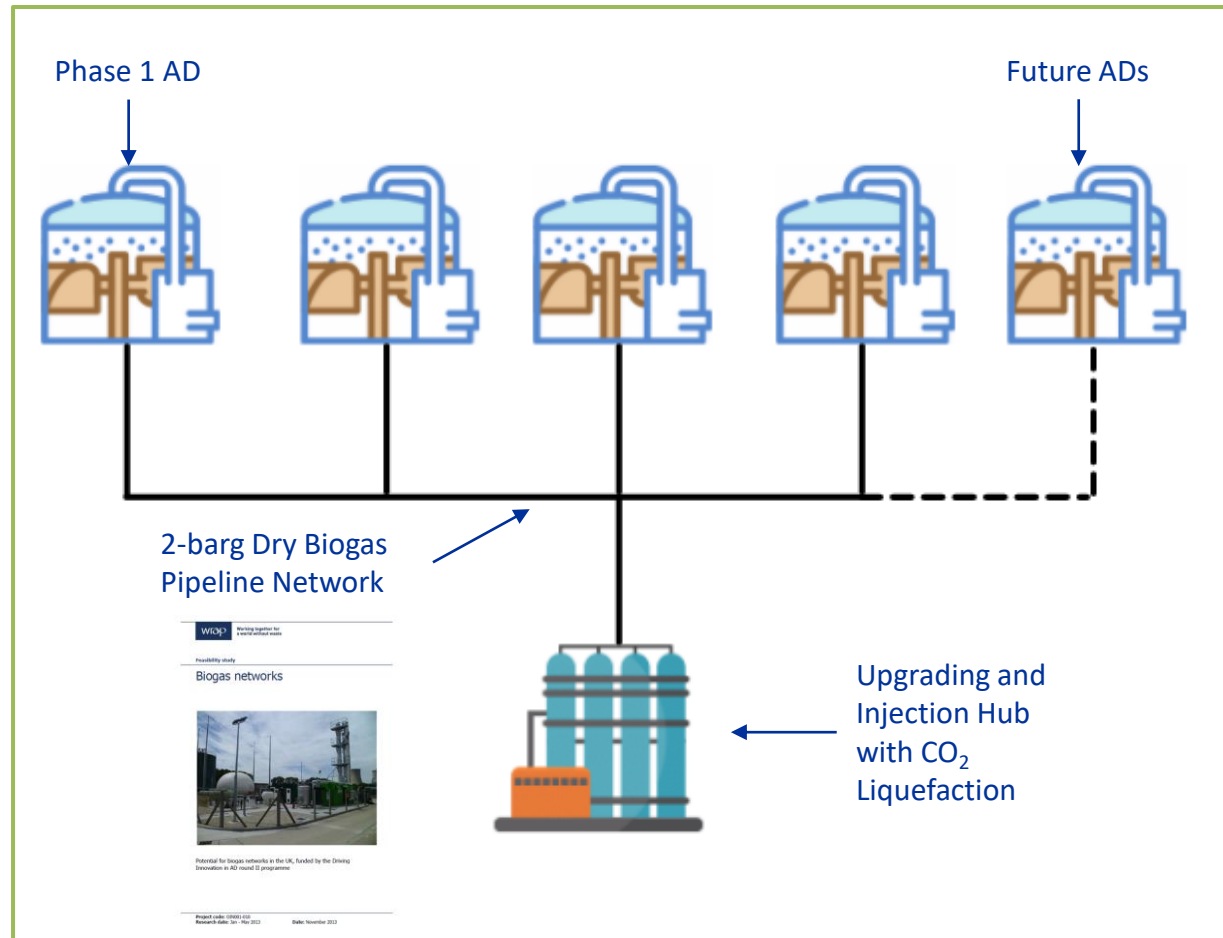 Phase 1 AD
Future ADs
2-barg Dry Biogas
Pipeline Network
wrap
Working together for
a world without waste
Feasibility study
Biogas networks
Potential for biogas networks in the UK, funded by the Driving
Innovation in AD round II programme
Project code:
Research date: Jan - May 2013 Date: November 2013
Upgrading and
Injection Hub
with CO₂
Liquefaction